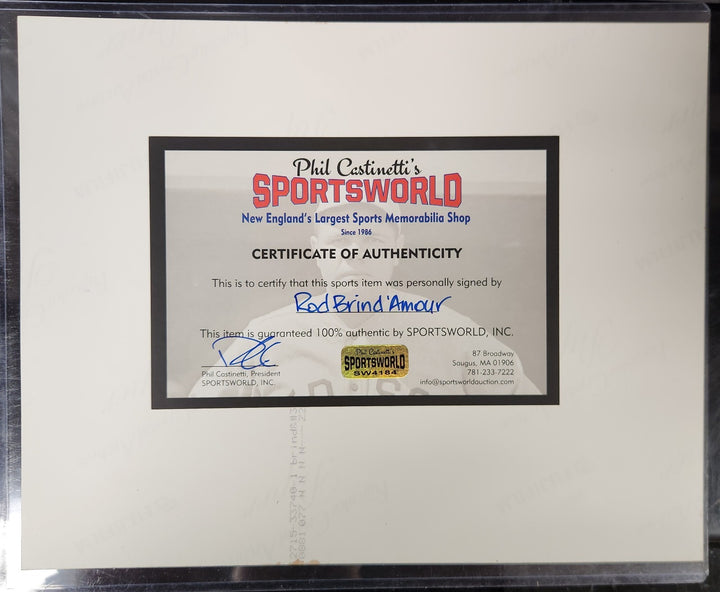 Phil Castinetti's
SPORTSWORLD
New England's Largest Sports Memorabilia Shop
Since 1986
CERTIFICATE OF AUTHENTICITY
This is to certify that this sports item was personally signed by
Rod Brind'Amour
This item is guaranteed 100% authentic by SPORTSWORLD, INC.
Phil Castinetti, President
SPORTSWORLD, INC.
Phil Castinetti's
SPORTSWORLD
SW4184
87 Broadway
Saugus, MA 01906
781-233-7222
info@sportsworldauction.com